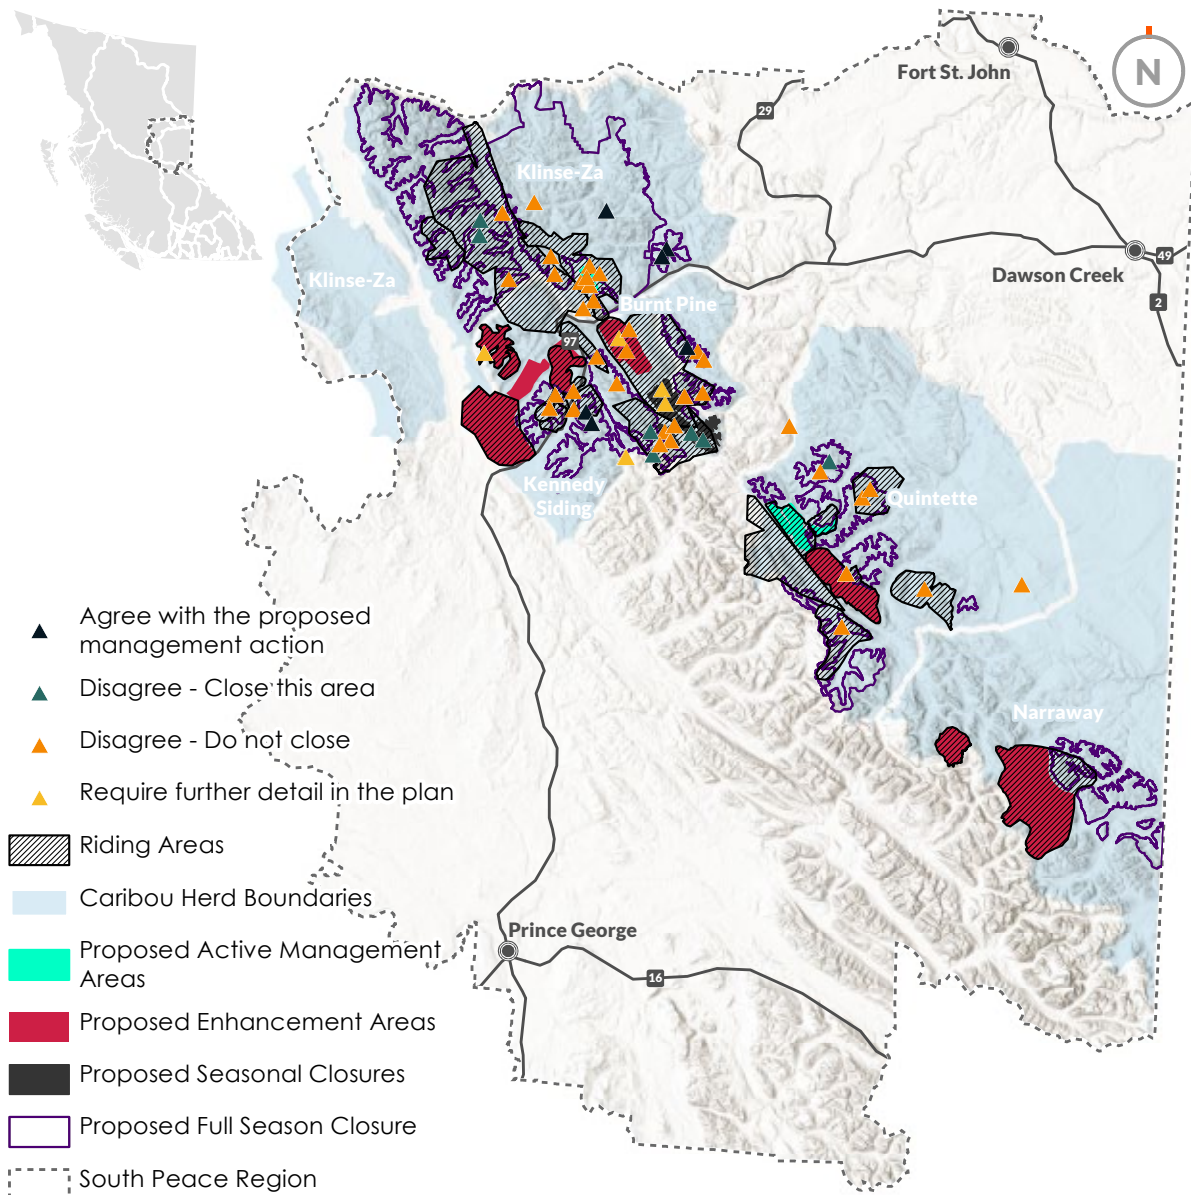 Fort St. John
N
29
Klinse-Za
Klinse-Za
49
Dawson Creek
2
Burnt Pine
97
Kennedy
Siding
Quintette
Agree with the proposed
management action
Disagree - Close this area
Disagree - Do not close
Require further detail in the plan
Riding Areas
Caribou Herd Boundaries
Proposed Active Management
Areas
Proposed Enhancement Areas
Proposed Seasonal Closures
Proposed Full Season Closure
South Peace Region
Narraway
Prince George
16